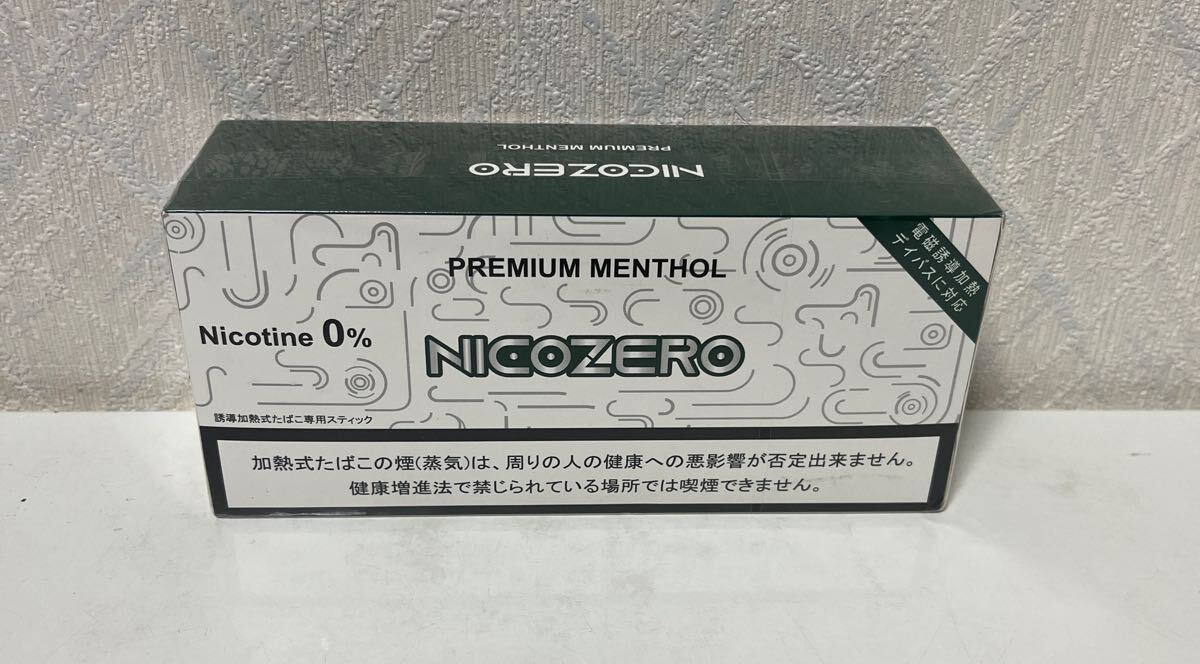 NICOZERO
PREMIUM MENTHOL
PREMIUM MENTHOL
電磁誘導加熱
デイバスに対応
Nicotine 0%
NICOZERO
誘導加熱式たばこ専用スティック
加熱式たばこの煙(蒸気)は、周りの人の健康への悪影響が否定出来ません。
健康増進法で禁じられている場所では喫煙できません。